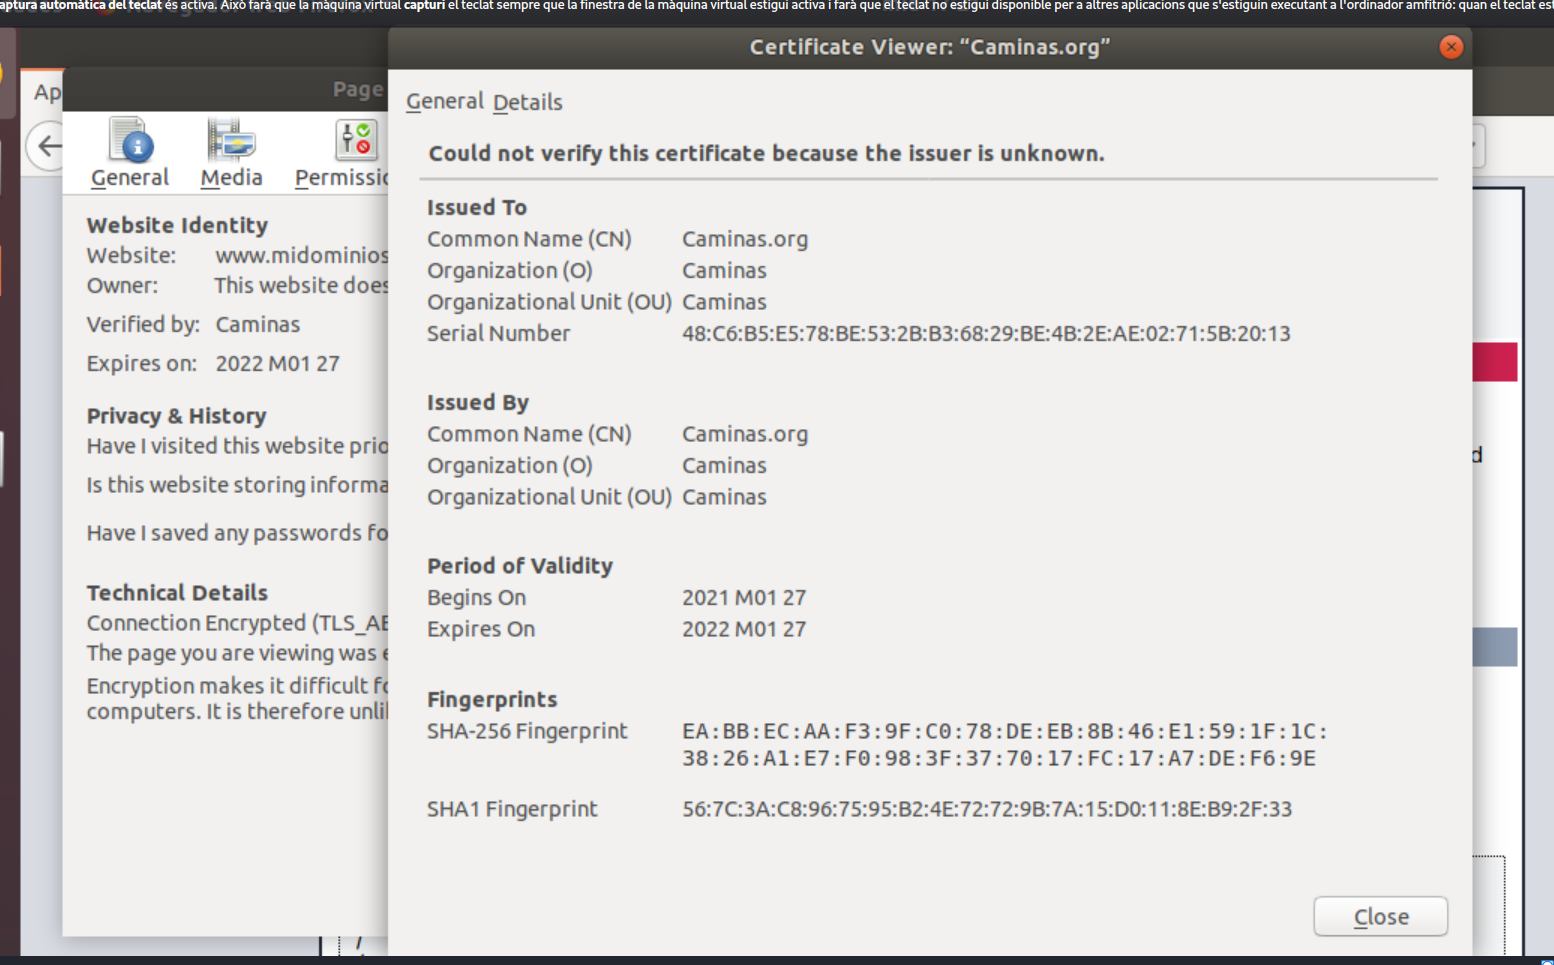 aptura automàtica del teclat és activa. Això farà que la màquina virtual capturi el teclat sempre que la finestra de la màquina virtual estigui activa i farà que el teclat no estigui disponible per a altres aplicacions que s'estiguin executant a l'ordinador amfitrió: quan el teclat est
Certificate Viewer: “Caminas.org”
Ap
Page
General Details
General Media Permissio
Could not verify this certificate because the issuer is unknown.
Website Identity
Website: www.midominios
Owner: This website does
Verified by: Caminas
Expires on: 2022 M01 27
Privacy & History
Have I visited this website prio
Is this website storing informa
Have I saved any passwords fo
Technical Details
Connection Encrypted (TLS_AE
The page you are viewing was e
Encryption makes it difficult fo
computers. It is therefore unli
Issued To
Common Name (CN) Caminas.org
Organization (O) Caminas
Organizational Unit (OU) Caminas
Serial Number 48:C6:B5:E5:78:BE:53:2B:B3:68:29:BE:4B:2E:AE:02:71:5B:20:13
Issued By
Common Name (CN) Caminas.org
Organization (O) Caminas
Organizational Unit (OU) Caminas
Period of Validity
Begins On 2021 M01 27
Expires On 2022 M01 27
Fingerprints
SHA-256 Fingerprint EA:BB:EC:AA:F3:9F:C0:78:DE:EB:8B:46:E1:59:1F:1C:
38:26:A1:E7:F0:98:3F:37:70:17:FC:17:A7:DE:F6:9E
SHA1 Fingerprint 56:7C:3A:C8:96:75:95:B2:4E:72:72:9B:7A:15:D0:11:8E:B9:2F:33
Close
d